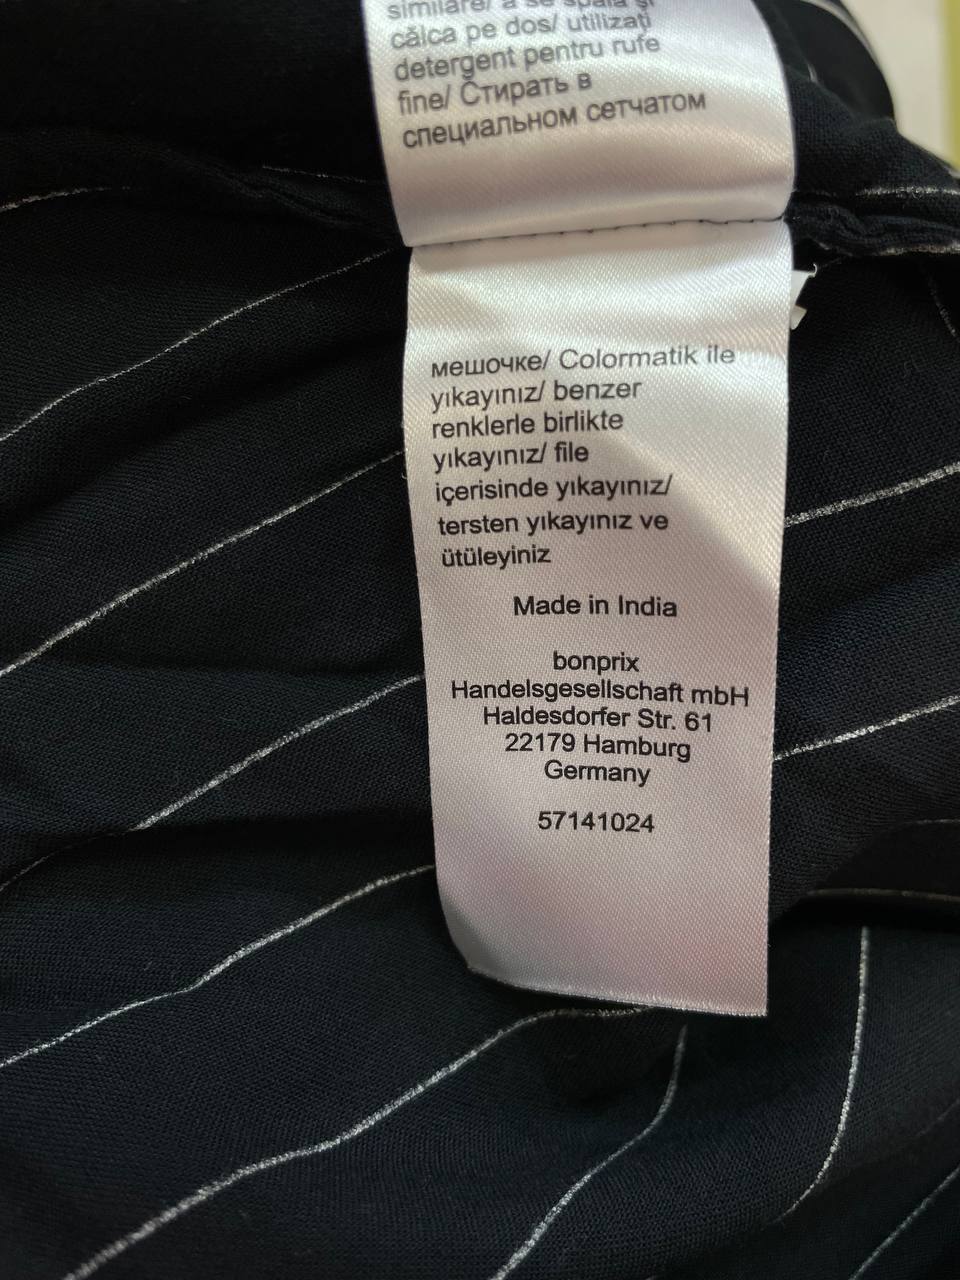 similare/ a se spăla și
călca pe dos/ utilizați
detergent pentru rufe
fine/ Стирать в
специальном сетчатом
мешочке/ Colormatik ile
yıkayınız/ benzer
renklerle birlikte
yıkayınız/ file
içerisinde yıkayınız/
tersten yıkayınız ve
ütüleyiniz
Made in India
bonprix
Handelsgesellschaft mbH
Haldesdorfer Str. 61
22179 Hamburg
Germany
57141024